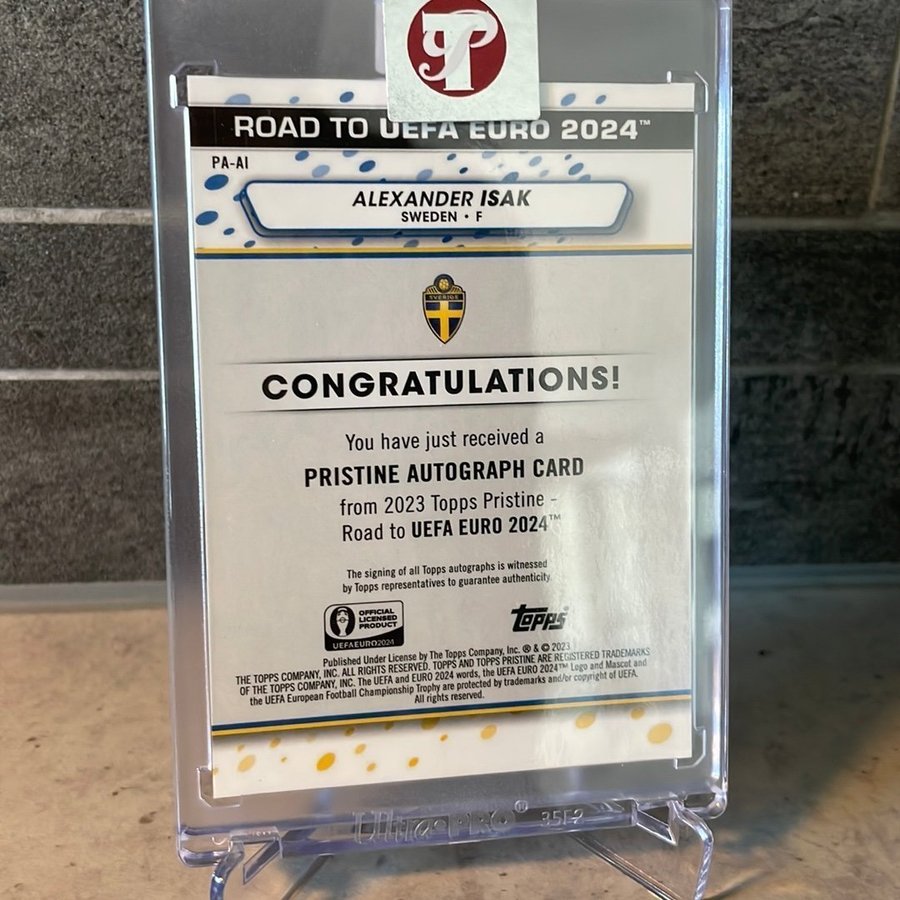 ROAD TO UEFA EURO 2024™
PA-AI
ALEXANDER ISAK
SWEDEN • F
SVERIGE
CONGRATULATIONS!
You have just received a
PRISTINE AUTOGRAPH CARD
from 2023 Topps Pristine -
Road to UEFA EURO 2024™
The signing of all Topps autographs is witnessed
by Topps representatives to guarantee authenticity
OFFICIAL
LICENSED
PRODUCT
UEFA EURO2024
topps
Published Under License by The Topps Company, Inc. ® & © 2023
THE TOPPS COMPANY, INC. ALL RIGHTS RESERVED. TOPPS AND TOPPS PRISTINE ARE REGISTERED TRADEMARKS
OF THE TOPPS COMPANY, INC. The UEFA and EURO 2024 words, the UEFA EURO 2024™ Logo and Mascot and
the UEFA European Football Championship Trophy are protected by trademarks and/or copyright of UEFA.
All rights reserved.
Ultra•PRO®